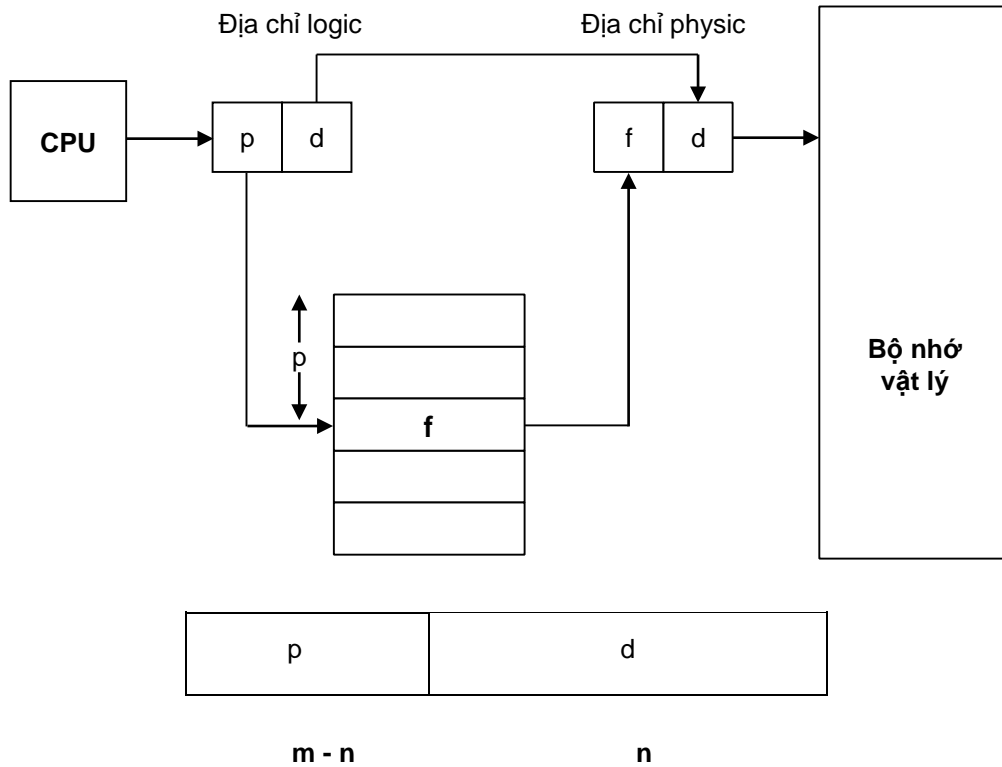 Địa chỉ logic
Địa chỉ physic
CPU
p
d
f
d
p
f
Bộ nhớ
vật lý
p
d
m - n
n